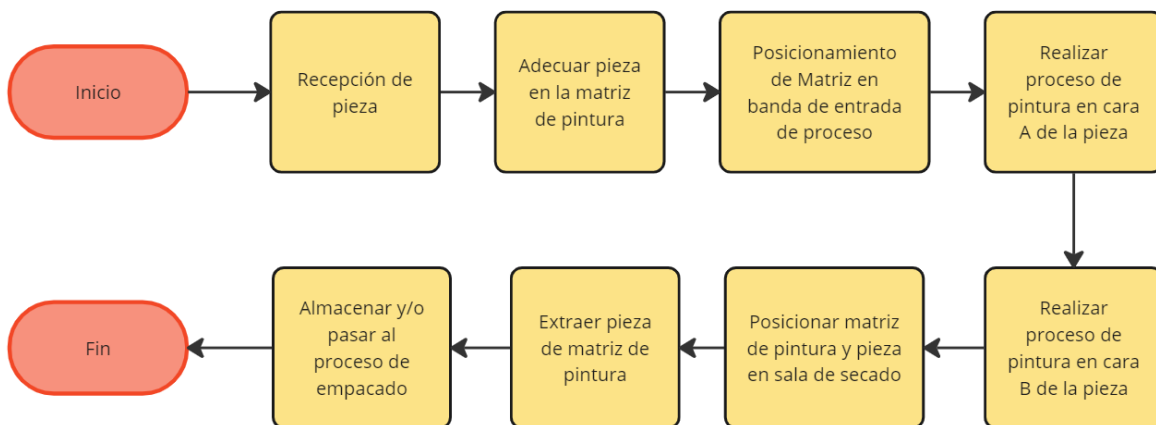 Inicio
Recepción de
pieza
Adecuar pieza
en la matriz
de pintura
Posicionamiento
de Matriz en
banda de entrada
de proceso
Realizar
proceso de
pintura en cara
A de la pieza
Realizar
proceso de
pintura en cara
B de la pieza
Posicionar matriz
de pintura y pieza
en sala de secado
Extraer pieza
de matriz de
pintura
Almacenar y/o
pasar al
proceso de
empacado
Fin